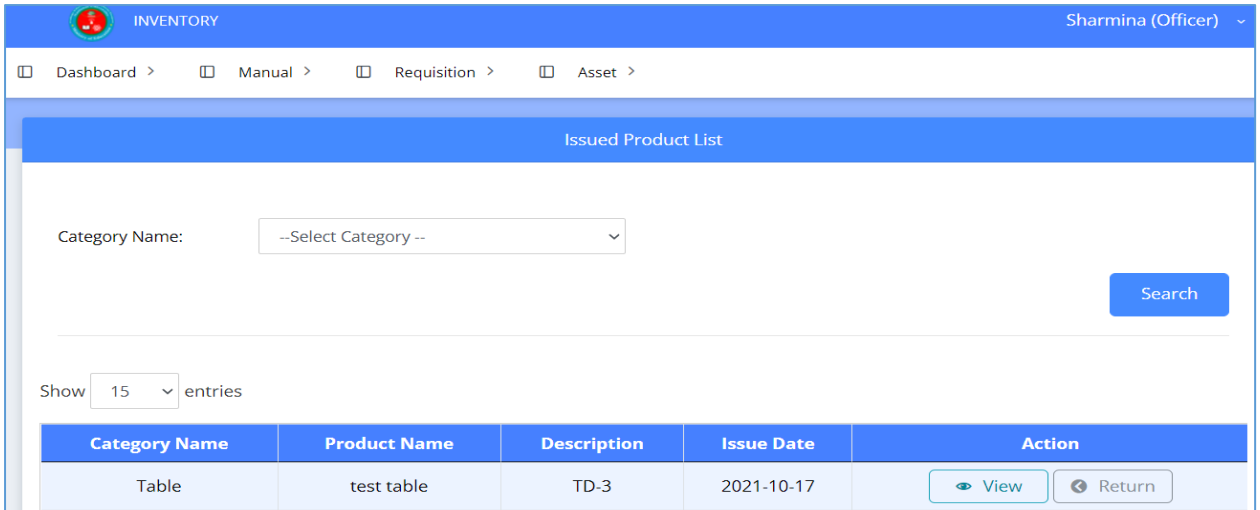 INVENTORY Sharmina (Officer)
Dashboard > Manual > Requisition > Asset >
Issued Product List
Category Name: --Select Category --
Search
Show 15 entries
Category Name Product Name Description Issue Date Action
Table test table TD-3 2021-10-17 View Return